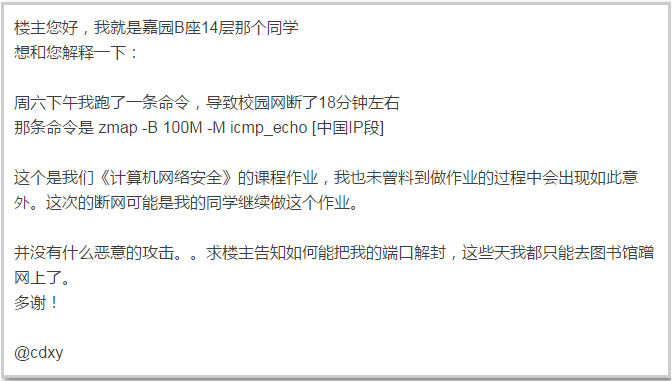 楼主您好，我就是嘉园B座14层那个同学
想和您解释一下：
周六下午我跑了一条命令，导致校园网断了18分钟左右
那条命令是 zmap -B 100M -M icmp_echo [中国IP段]
这个是我们《计算机网络安全》的课程作业，我也未曾料到做作业的过程中会出现如此意
外。这次的断网可能是我的同学继续做这个作业。
并没有什么恶意的攻击。。求楼主告知如何能把我的端口解封，这些天我都只能去图书馆蹭
网上了。
多谢！
@cdxy